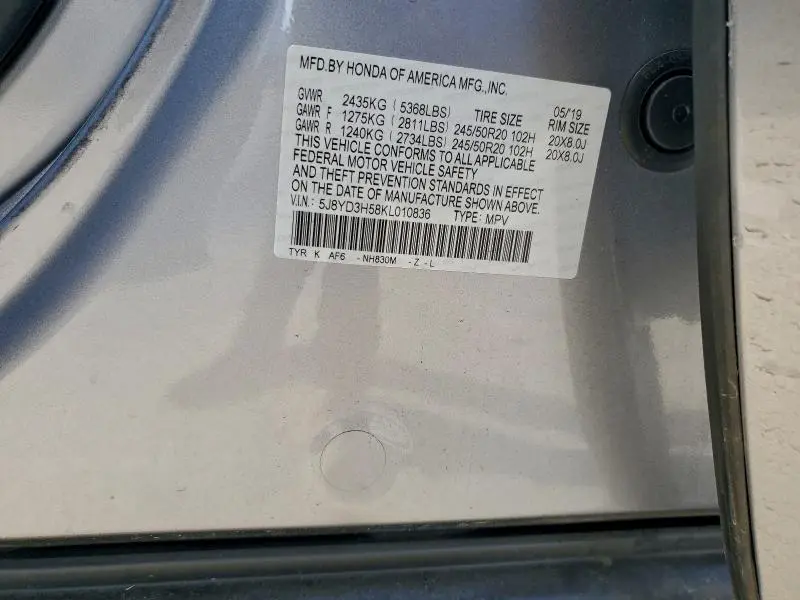 MFD.BY HONDA OF AMERICA MFG.,INC.
05/'19
GVWR 2435KG ( 5368LBS) TIRE SIZE RIM SIZE
GAWR F 1275KG ( 2811LBS) 245/50R20 102H 20X8.0J
GAWR R 1240KG ( 2734LBS) 245/50R20 102H 20X8.0J
THIS VEHICLE CONFORMS TO ALL APPLICABLE
FEDERAL MOTOR VEHICLE SAFETY
AND THEFT PREVENTION STANDARDS IN EFFECT
ON THE DATE OF MANUFACTURE SHOWN ABOVE.
V.I.N.: 5J8YD3H58KL010836 TYPE: MPV
TYR K AF6 -NH830M -Z -L